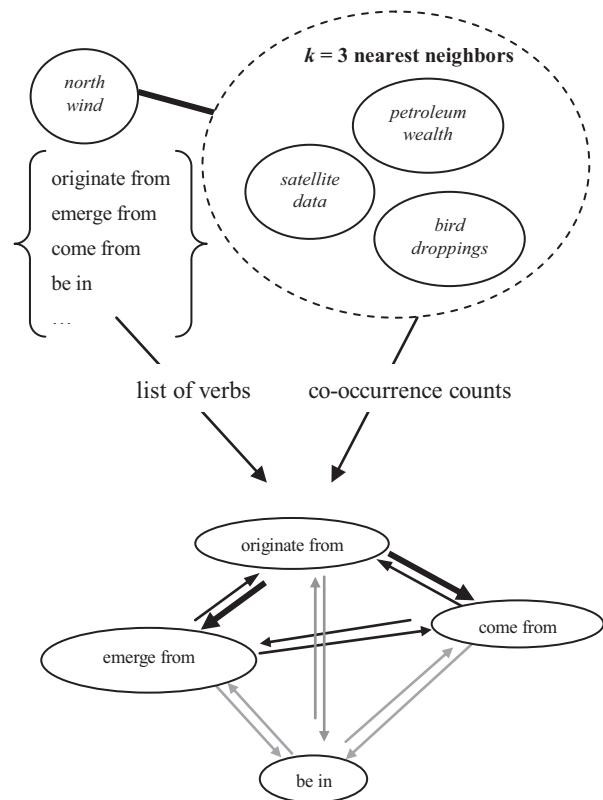 k = 3 nearest neighbors
north
wind
petroleum
wealth
satellite
data
bird
droppings
originate from
emerge from
come from
be in
…
list of verbs
co-occurrence counts
originate from
come from
emerge from
be in